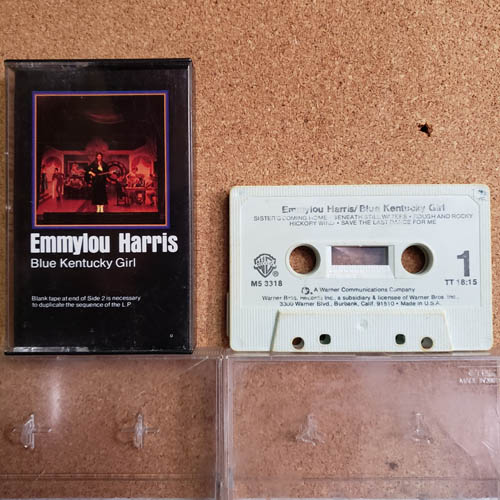 Emmylou Harris
Blue Kentucky Girl
Blank tape at end of Side 2 is necessary
to duplicate the sequence of the L.P
Emmylou Harris/Blue Kentucky Girl
SISTER'S COMING HOME • BENEATH STILL WATERS • ROUGH AND ROCKY
HICKORY WIND • SAVE THE LAST DANCE FOR ME
M5 3318
1
TT 18:15
A Warner Communications Company
Warner Bros. Records Inc., a subsidiary & licensee of Warner Bros. Inc.,
3300 Warner Blvd., Burbank, Calif. 91510 • Made in U.S.A.
MADE IN